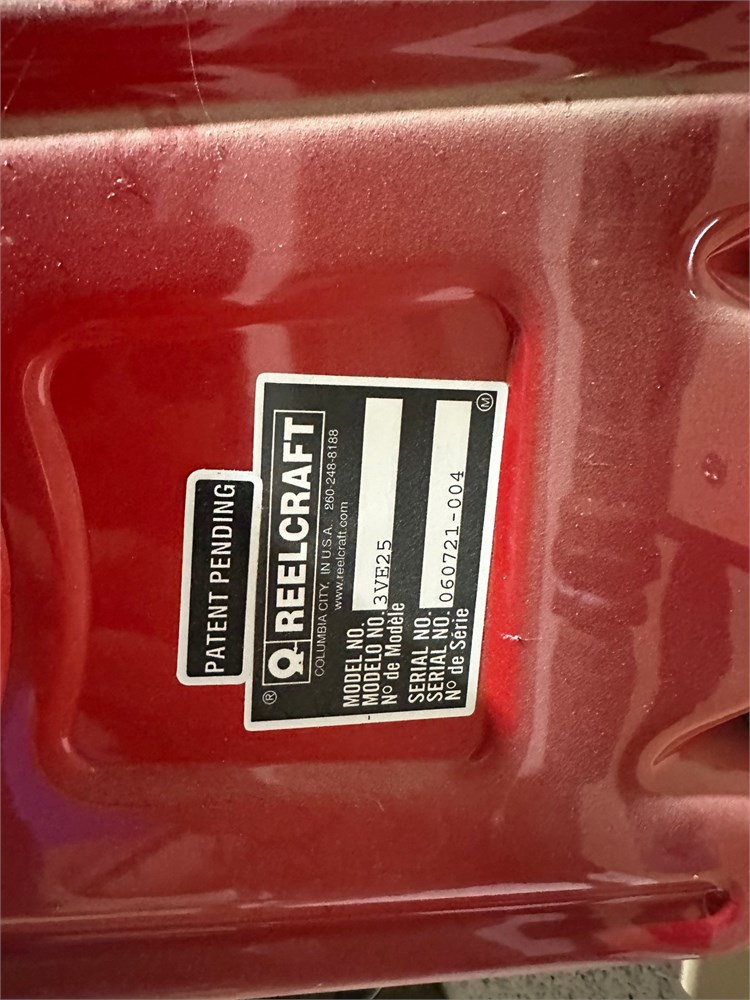 PATENT PENDING
® REELCRAFT
COLUMBIA CITY, IN U.S.A. 260-248-8188
www.reelcraft.com
MODEL NO.
MODELO NO. 3VE25
Nº de Modèle
SERIAL NO.
SERIAL NO. 060721-004
Nº de Série
M